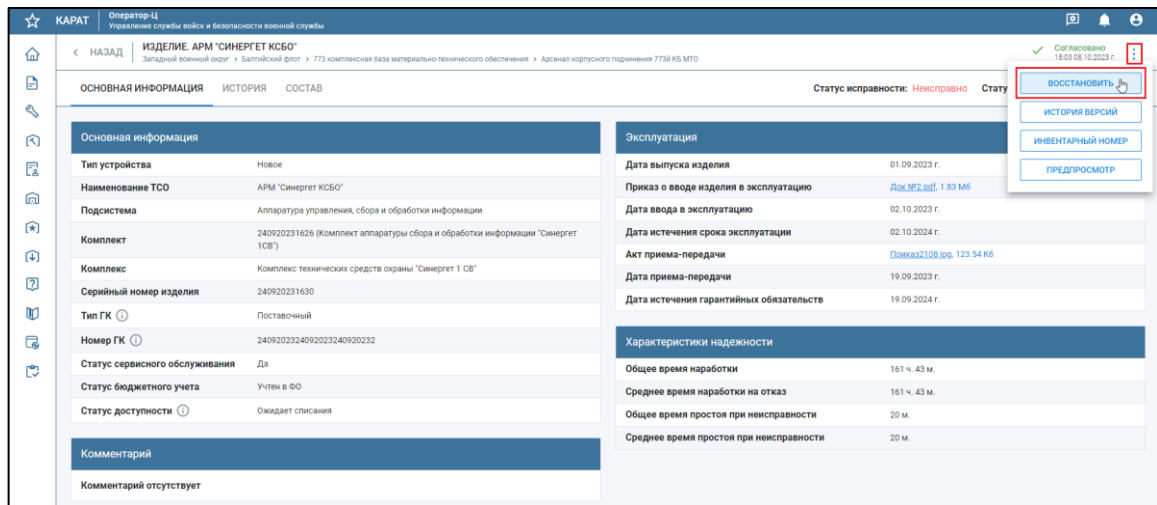 КАРАТ
Оператор-Ц
Управление службы войск и безопасности военной службы
НАЗАД
ИЗДЕЛИЕ. АРМ "СИНЕРГЕТ КСБО"
Западный военный округ > Балтийский флот > 773 комплексная база материально-технического обеспечения > Арсенал корпусного подчинения 773й КБ МТО
Согласовано
18:03 08.10.2023 г.
ОСНОВНАЯ ИНФОРМАЦИЯ ИСТОРИЯ СОСТАВ
Статус исправности: Неисправно Стату
ВОССТАНОВИТЬ
ИСТОРИЯ ВЕРСИЙ
ИНВЕНТАРНЫЙ НОМЕР
ПРЕДПРОСМОТР
Основная информация
Тип устройства Новое
Наименование ТСО АРМ "Синергет КСБО"
Подсистема Аппаратура управления, сбора и обработки информации
Комплект 240920231626 (Комплект аппаратуры сбора и обработки информации "Синергет
1СВ")
Комплекс Комплекс технических средств охраны "Синергет 1 СВ"
Серийный номер изделия 240920231630
Тип ГК Поставочный
Номер ГК 2409202324092023240920232
Статус сервисного обслуживания Да
Статус бюджетного учета Учтен в ФО
Статус доступности Ожидает списания
Комментарий
Комментарий отсутствует
Эксплуатация
Дата выпуска изделия 01.09.2023 г.
Приказ о вводе изделия в эксплуатацию Док №2.pdf, 1.83 Мб
Дата ввода в эксплуатацию 02.10.2023 г.
Дата истечения срока эксплуатации 02.10.2024 г.
Акт приема-передачи Приказ2108.jpg, 123.54 Кб
Дата приема-передачи 19.09.2023 г.
Дата истечения гарантийных обязательств 19.09.2024 г.
Характеристики надежности
Общее время наработки 161 ч. 43 м.
Среднее время наработки на отказ 161 ч. 43 м.
Общее время простоя при неисправности 20 м.
Среднее время простоя при неисправности 20 м.